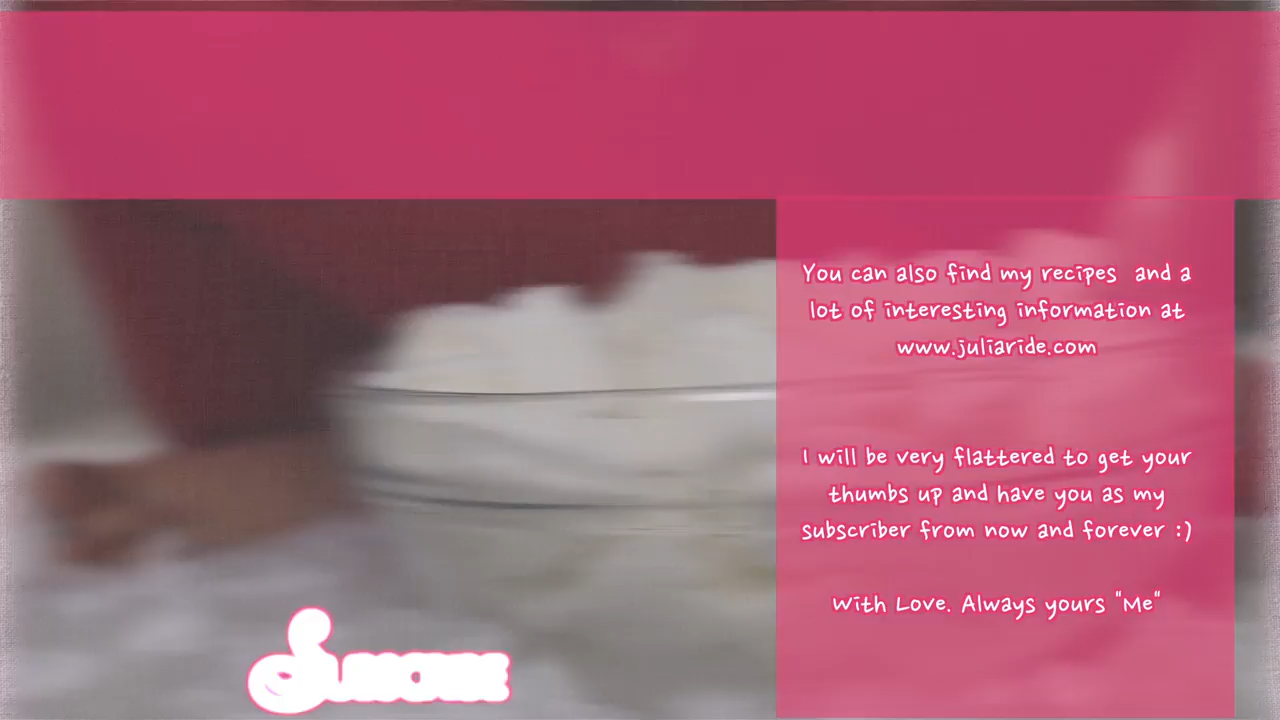 You can also find my recipes and a
lot of interesting information at
www.juliaride.com
I will be very flattered to get your
thumbs up and have you as my
subscriber from now and forever :)
With Love. Always yours "Me"